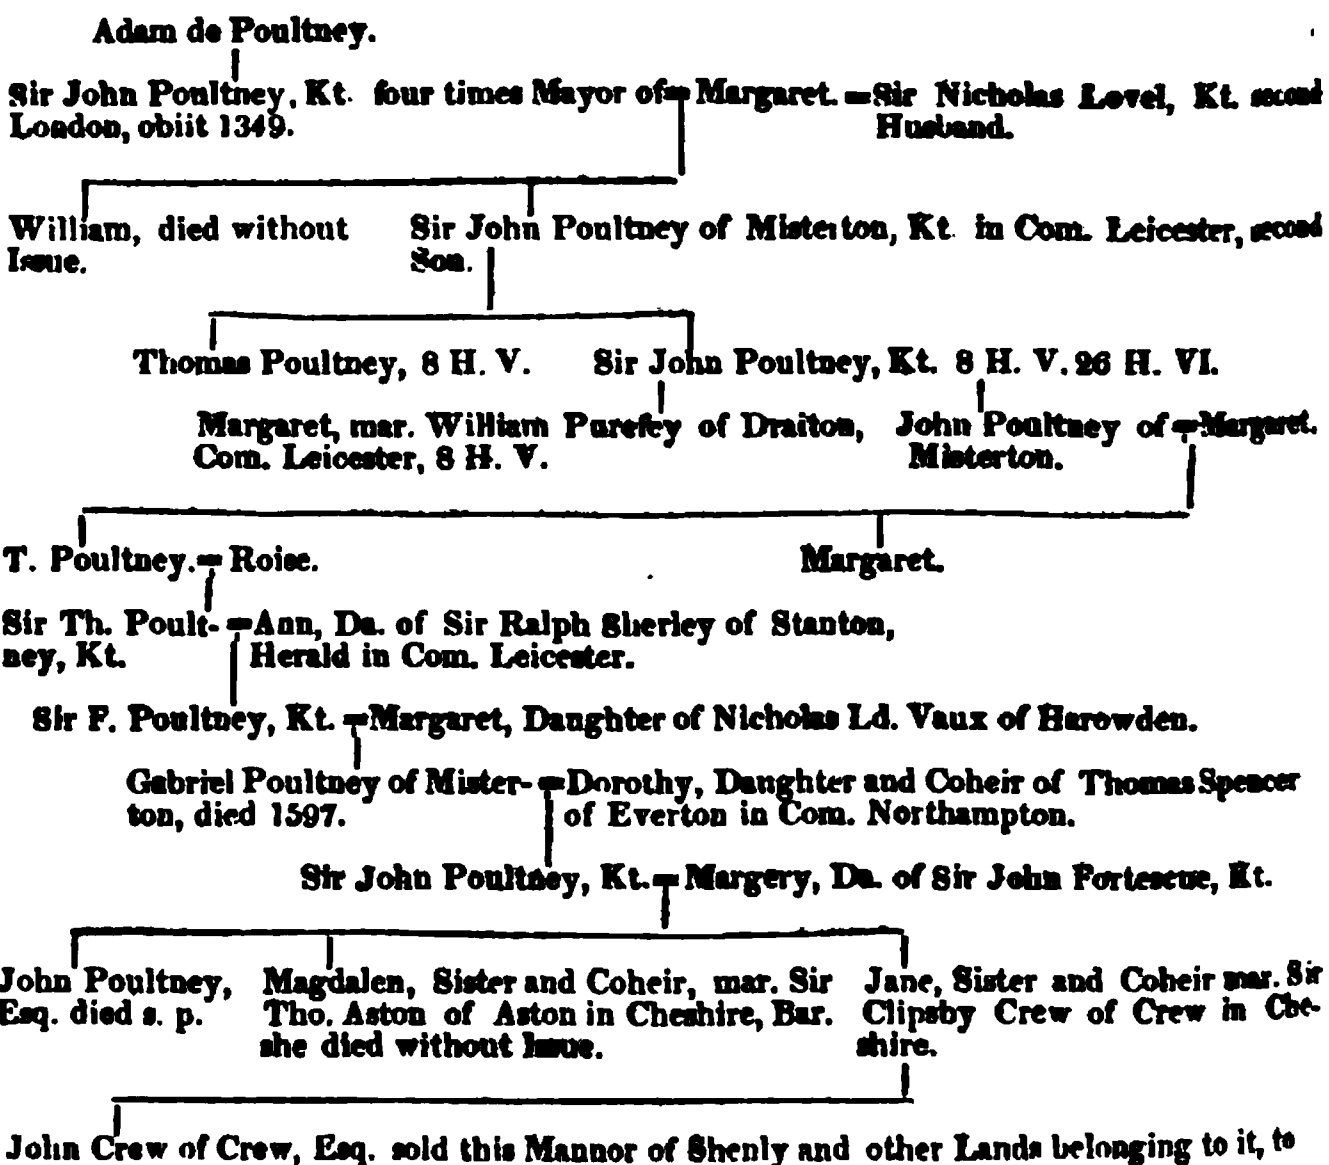 Adam de Poultney.
Sir John Poultney, Kt. four times Mayor of = Margaret. = Sir Nicholas Lovel, Kt. second
London, obiit 1349. Husband.
William, died without Sir John Poultney of Misterton, Kt. in Com. Leicester, second
Issue. Son.
Thomas Poultney, 8 H. V. Sir John Poultney, Kt. 8 H. V. 26 H. VI.
Margaret, mar. William Purefey of Draiton, John Poultney of = Margaret.
Com. Leicester, 8 H. V. Misterton.
T. Poultney. = Roise. Margaret.
Sir Th. Poult- = Ann, Da. of Sir Ralph Sherley of Stanton,
ney, Kt. Herald in Com. Leicester.
Sir F. Poultney, Kt. = Margaret, Daughter of Nicholas Ld. Vaux of Harowden.
Gabriel Poultney of Mister- = Dorothy, Daughter and Coheir of Thomas Spencer
ton, died 1597. of Everton in Com. Northampton.
Sir John Poultney, Kt. = Margery, Da. of Sir John Fortescue, Kt.
John Poultney, Magdalen, Sister and Coheir, mar. Sir Jane, Sister and Coheir mar. Sir
Esq. died s. p. Tho. Aston of Aston in Cheshire, Bar. Clipsby Crew of Crew in Che-
she died without Issue. shire.
John Crew of Crew, Esq. sold this Mannor of Shenly and other Lands belonging to it, to